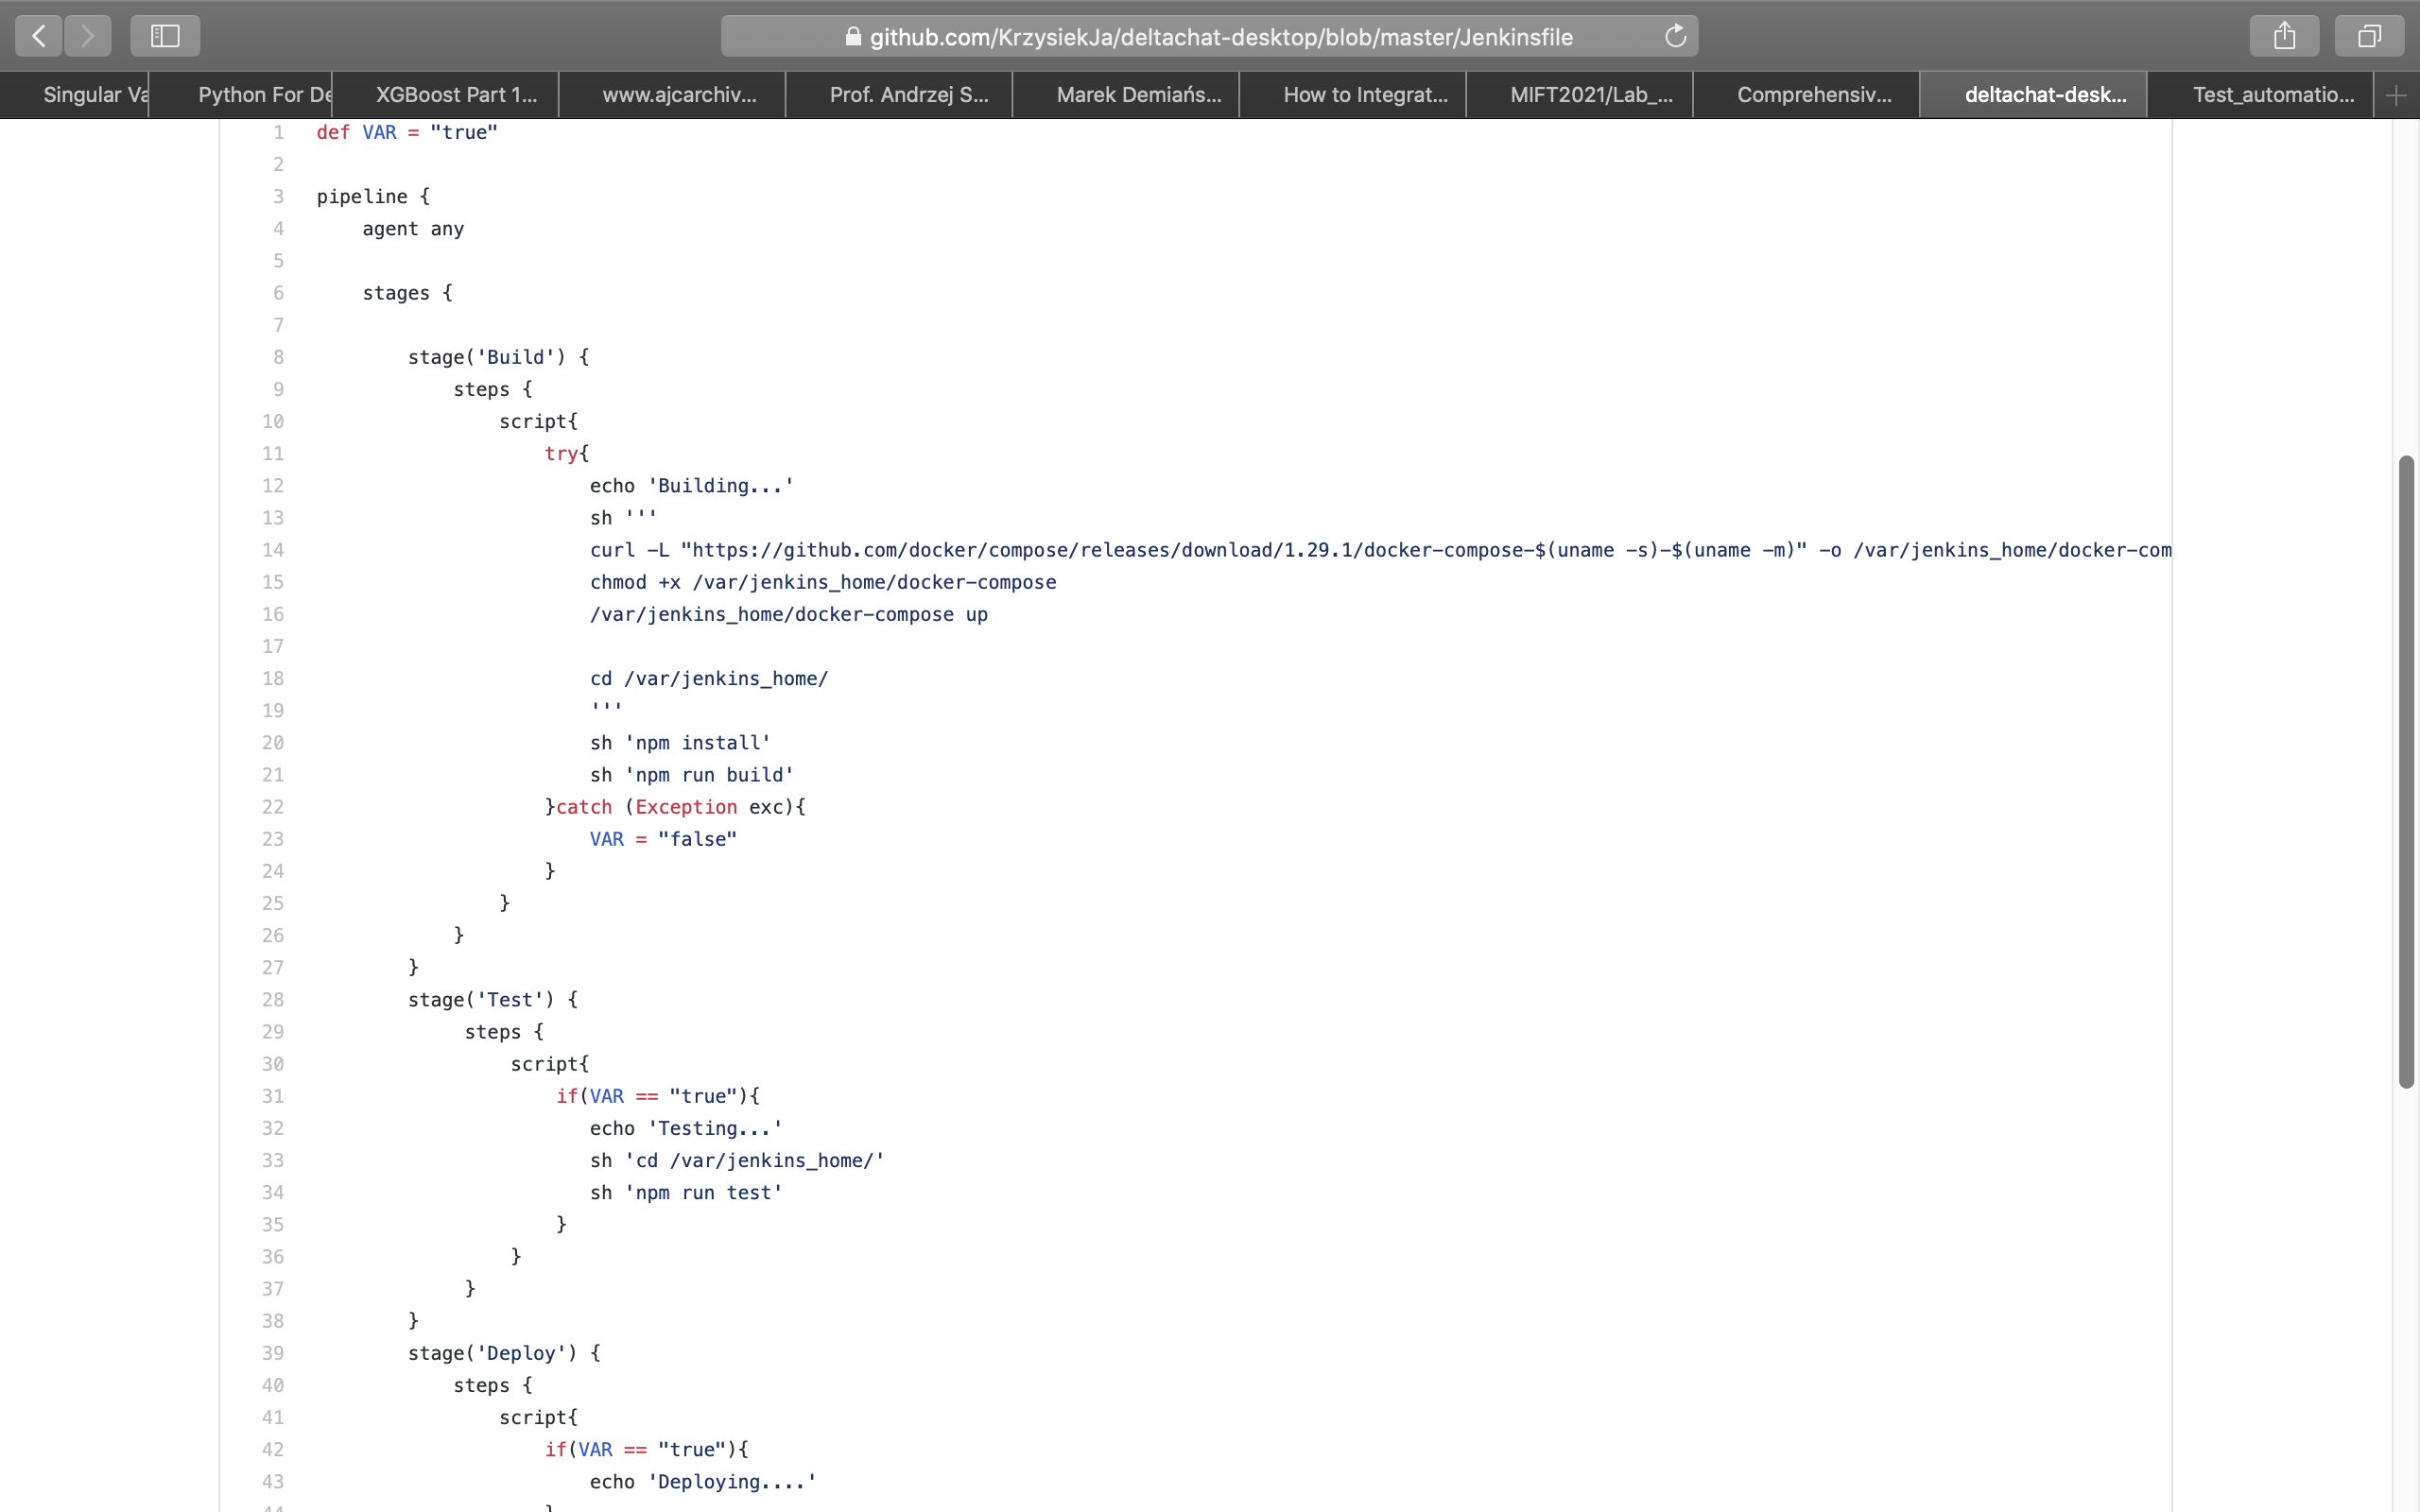 github.com/KrzysiekJa/deltachat-desktop/blob/master/Jenkinsfile
Singular Va
Python For De
XGBoost Part 1...
www.ajcarchiv...
Prof. Andrzej S...
Marek Demiańs...
How to Integrat...
MIFT2021/Lab_...
Comprehensiv...
deltachat-desk...
Test_automatio...
1 def VAR = "true"
2
3 pipeline {
4 agent any
5
6 stages {
7
8 stage('Build') {
9 steps {
10 script{
11 try{
12 echo 'Building...'
13 sh '''
14 curl -L "https://github.com/docker/compose/releases/download/1.29.1/docker-compose-$(uname -s)-$(uname -m)" -o /var/jenkins_home/docker-com
15 chmod +x /var/jenkins_home/docker-compose
16 /var/jenkins_home/docker-compose up
17
18 cd /var/jenkins_home/
19 '''
20 sh 'npm install'
21 sh 'npm run build'
22 }catch (Exception exc){
23 VAR = "false"
24 }
25 }
26 }
27 }
28 stage('Test') {
29 steps {
30 script{
31 if(VAR == "true"){
32 echo 'Testing...'
33 sh 'cd /var/jenkins_home/'
34 sh 'npm run test'
35 }
36 }
37 }
38 }
39 stage('Deploy') {
40 steps {
41 script{
42 if(VAR == "true"){
43 echo 'Deploying....'
44 }